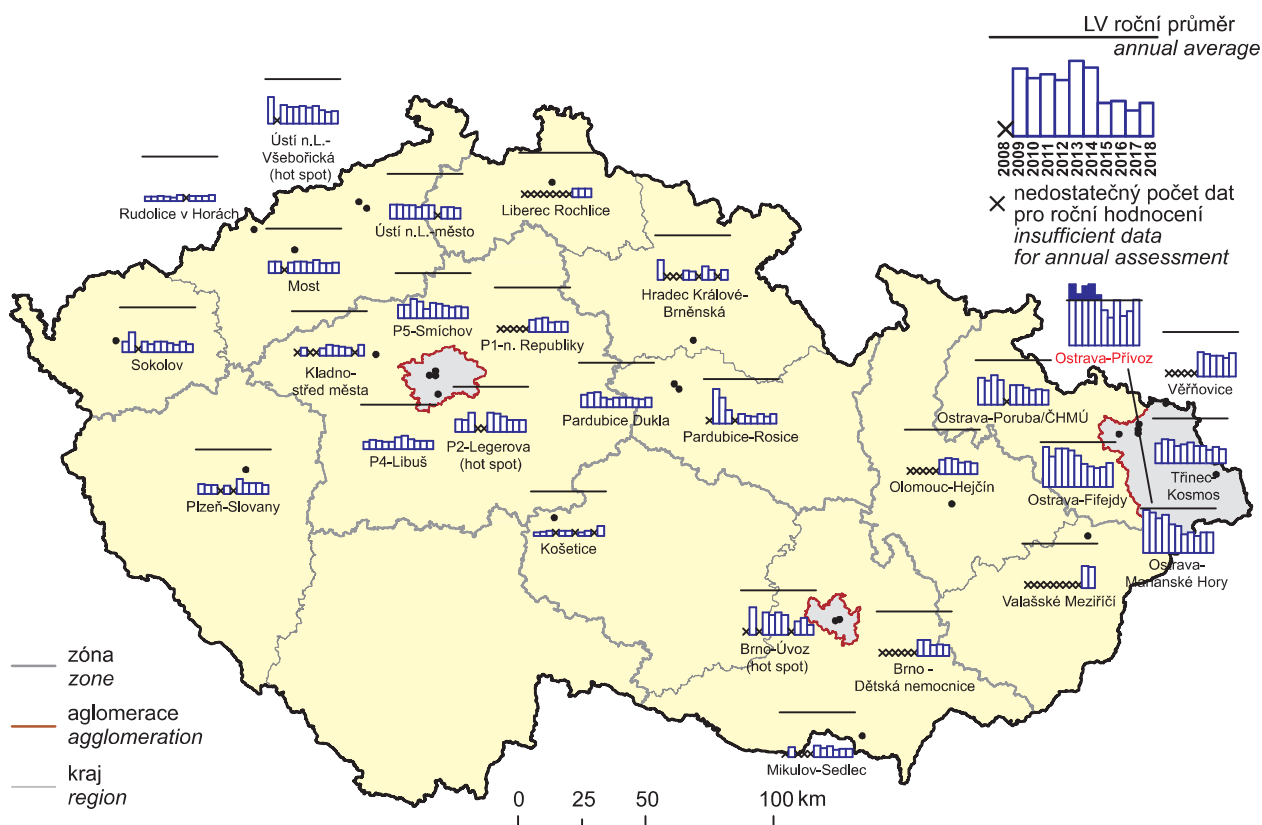 LV roční průměr
annual average
2008
2009
2010
2011
2012
2013
2014
2015
2016
2017
2018
nedostatečný počet dat
pro roční hodnocení
insufficient data
for annual assessment
Ústí n.L.-
Všebořická
(hot spot)
Rudolice v Horách
Ústí n.L.-město
Liberec Rochlice
Most
Hradec Králové-
Brněnská
P5-Smíchov
P1-n. Republiky
Sokolov
Kladno-
střed města
Ostrava-Přívoz
Věřňovice
Pardubice Dukla
Pardubice-Rosice
Ostrava-Poruba/ČHMÚ
P2-Legerova
(hot spot)
P4-Libuš
Plzeň-Slovany
Olomouc-Hejčín
Ostrava-Fifejdy
Třinec-
Kosmos
Košetice
Ostrava-
Mariánské Hory
Valašské Meziříčí
Brno-Úvoz
(hot spot)
Brno -
Dětská nemocnice
Mikulov-Sedlec
zóna
zone
aglomerace
agglomeration
kraj
region
0 25 50 100 km